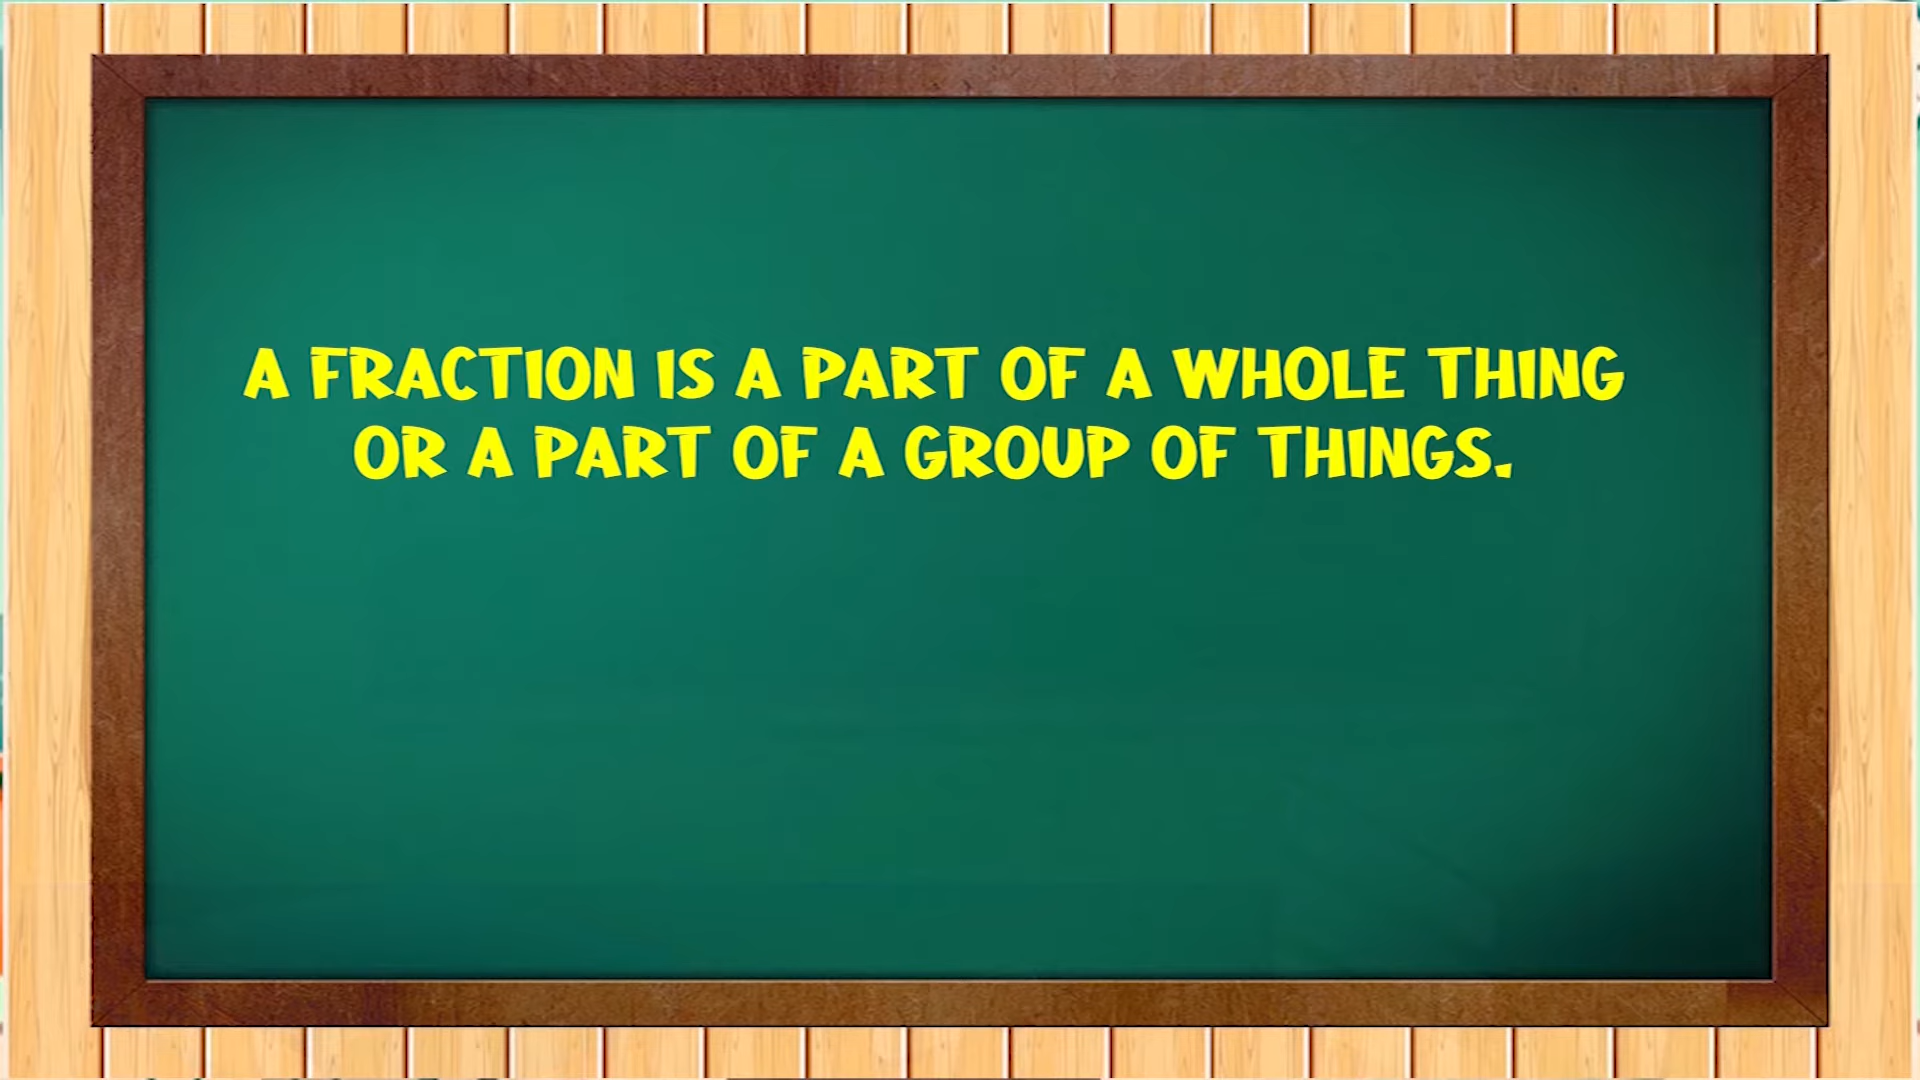 A FRACTION IS A PART OF A WHOLE THING
OR A PART OF A GROUP OF THINGS.